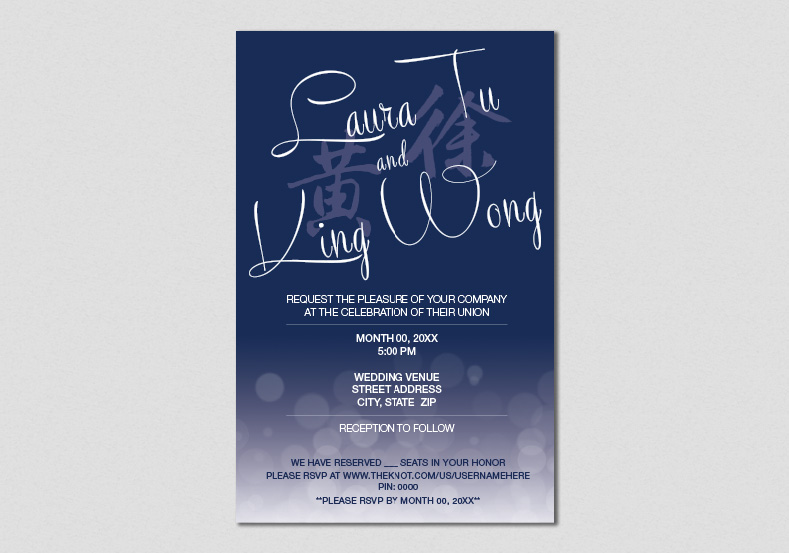 Laura Tu
徐
and
黄
Ving Wong
REQUEST THE PLEASURE OF YOUR COMPANY
AT THE CELEBRATION OF THEIR UNION
MONTH 00, 20XX
5:00 PM
WEDDING VENUE
STREET ADDRESS
CITY, STATE  ZIP
RECEPTION TO FOLLOW
WE HAVE RESERVED ___ SEATS IN YOUR HONOR
PLEASE RSVP AT WWW.THEKNOT.COM/US/USERNAMEHERE
PIN: 0000
**PLEASE RSVP BY MONTH 00, 20XX**